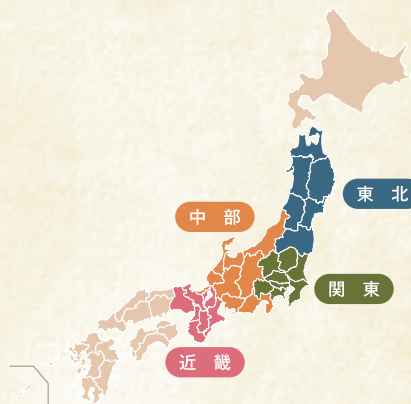 東 北
中 部
関 東
近 畿